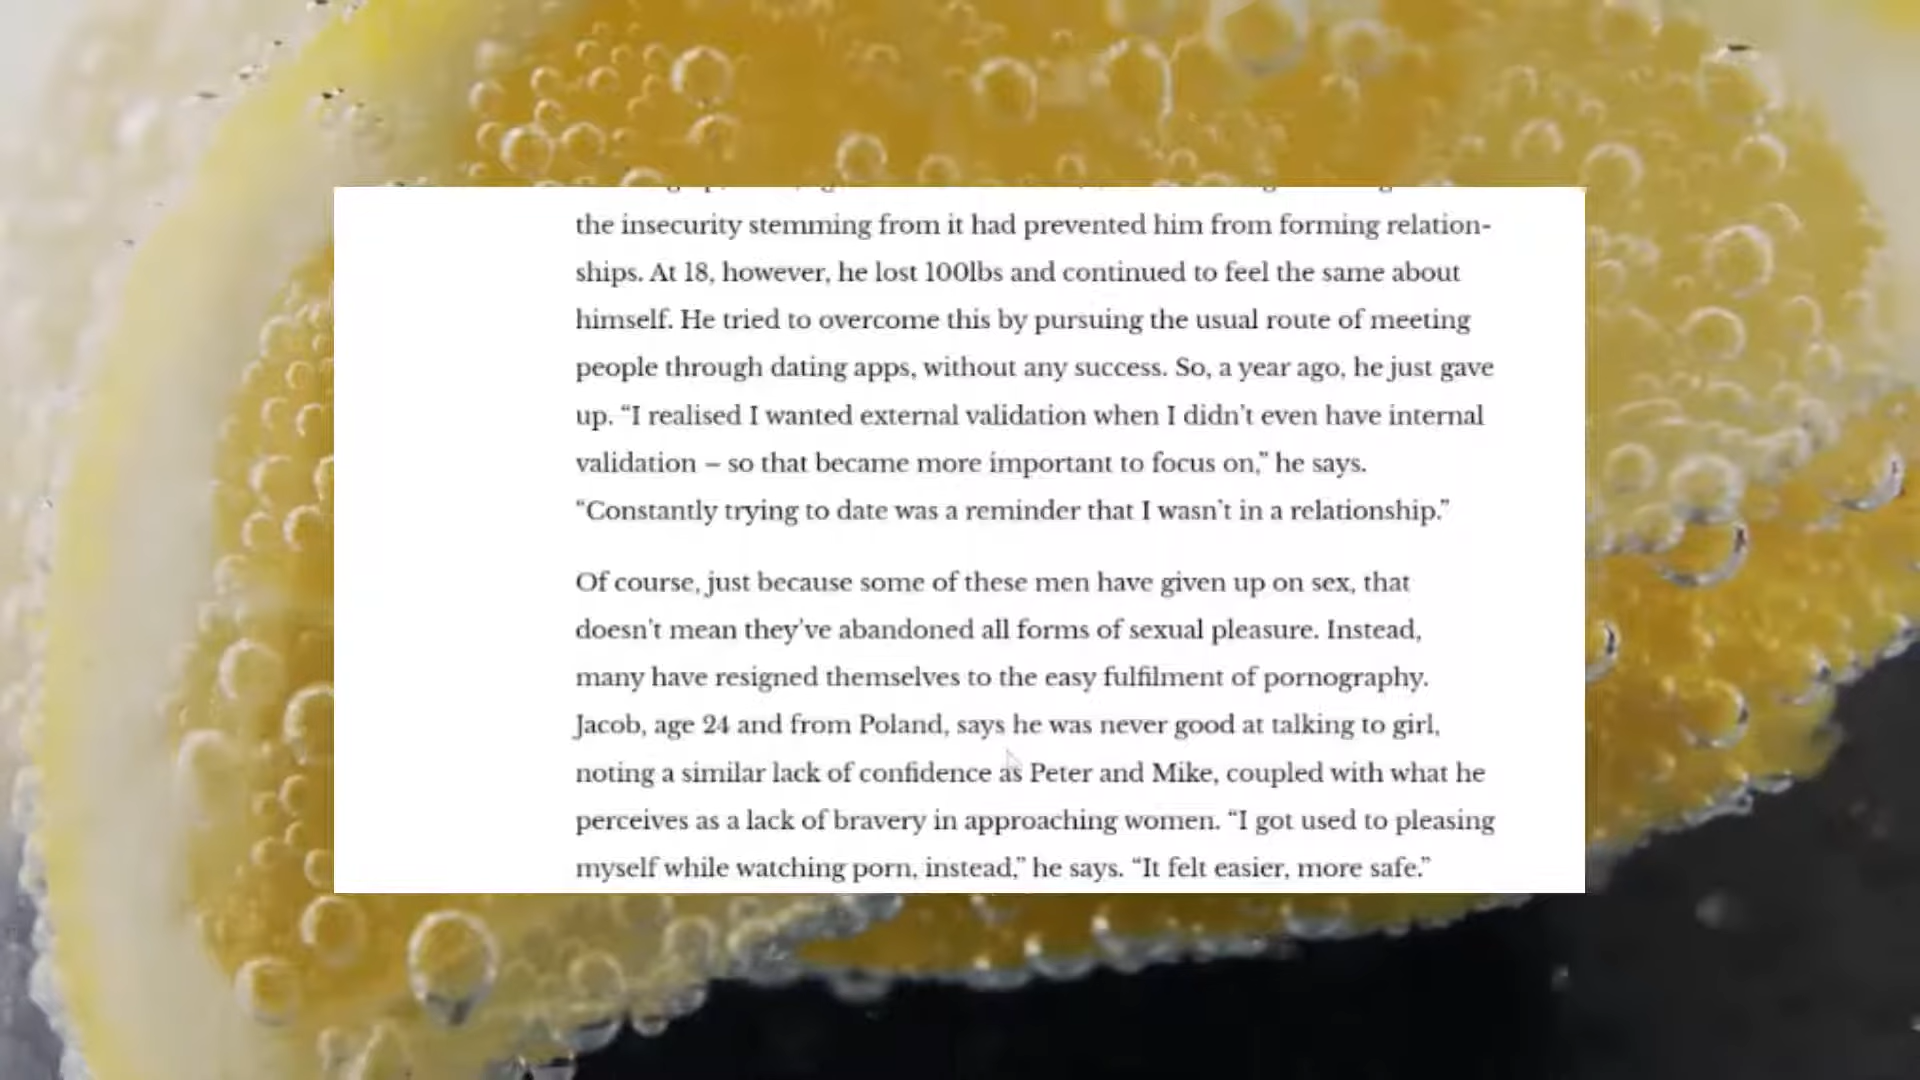 the insecurity stemming from it had prevented him from forming relation-
ships. At 18, however, he lost 100lbs and continued to feel the same about
himself. He tried to overcome this by pursuing the usual route of meeting
people through dating apps, without any success. So, a year ago, he just gave
up. “I realised I wanted external validation when I didn’t even have internal
validation – so that became more important to focus on,” he says.
“Constantly trying to date was a reminder that I wasn’t in a relationship.”
Of course, just because some of these men have given up on sex, that
doesn’t mean they’ve abandoned all forms of sexual pleasure. Instead,
many have resigned themselves to the easy fulfilment of pornography.
Jacob, age 24 and from Poland, says he was never good at talking to girl,
noting a similar lack of confidence as Peter and Mike, coupled with what he
perceives as a lack of bravery in approaching women. “I got used to pleasing
myself while watching porn, instead,” he says. “It felt easier, more safe.”